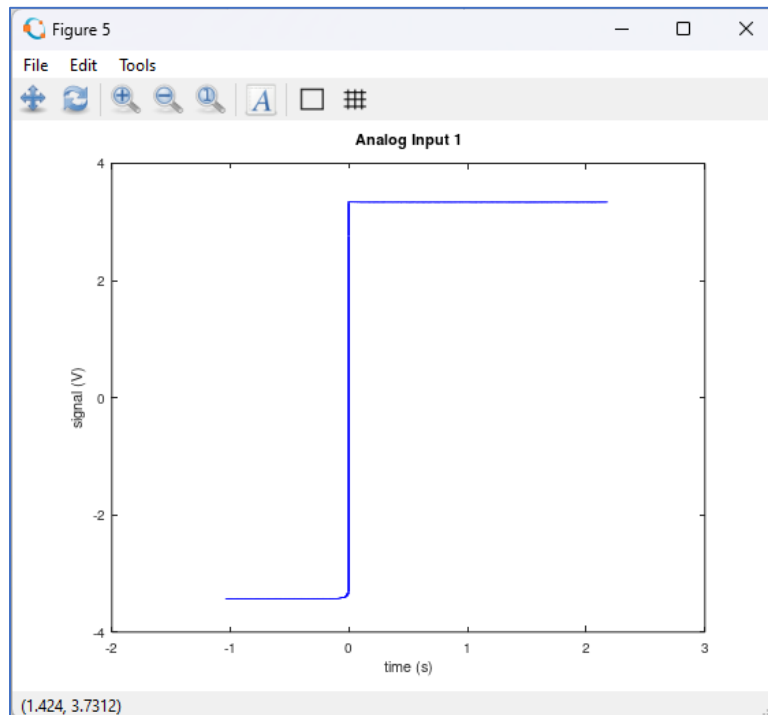 Figure 5
File Edit Tools
A
Analog Input 1
4
2
0
-2
-4
signal (V)
-2 -1 0 1 2 3
time (s)
(1.424, 3.7312)